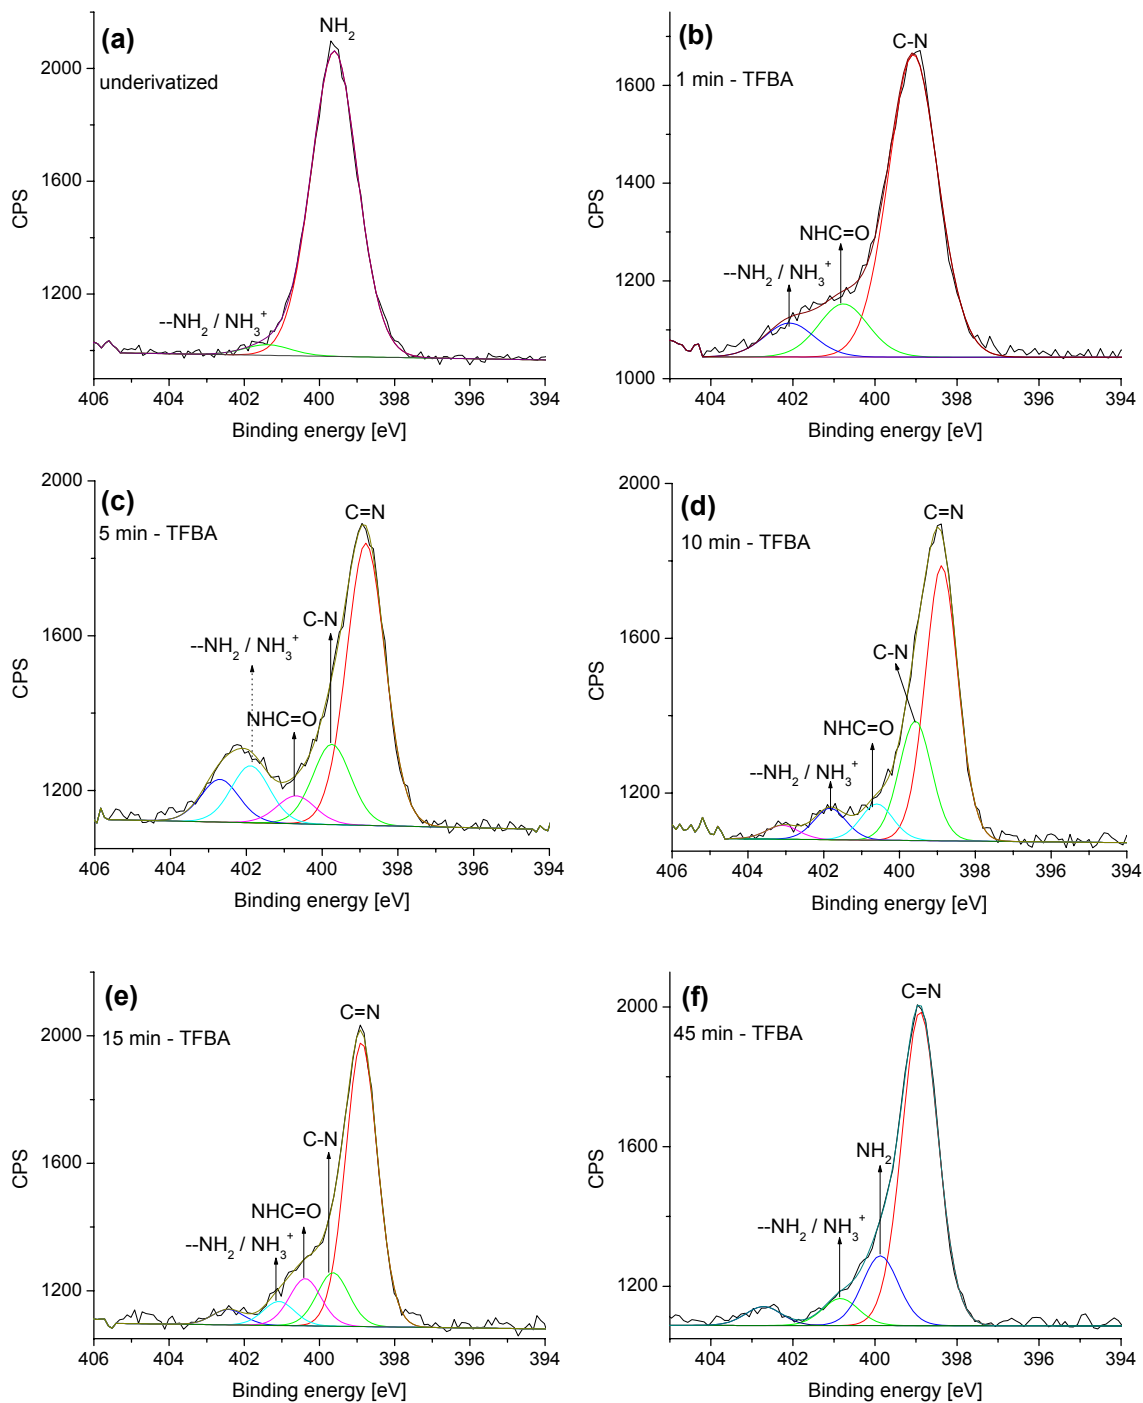 (a)
NH₂
underivatized
--NH₂ / NH₃⁺
2000
1600
1200
CPS
406 404 402 400 398 396 394
Binding energy [eV]
(b)
C-N
1 min - TFBA
NHC=O
--NH₂ / NH₃⁺
1600
1400
1200
1000
CPS
404 402 400 398 396 394
Binding energy [eV]
(c)
C=N
5 min - TFBA
C-N
--NH₂ / NH₃⁺
NHC=O
2000
1600
1200
CPS
406 404 402 400 398 396 394
Binding energy [eV]
(d)
C=N
10 min - TFBA
C-N
NHC=O
--NH₂ / NH₃⁺
2000
1600
1200
CPS
406 404 402 400 398 396 394
Binding energy [eV]
(e)
C=N
15 min - TFBA
C-N
NHC=O
--NH₂ / NH₃⁺
2000
1600
1200
CPS
406 404 402 400 398 396 394
Binding energy [eV]
(f)
C=N
45 min - TFBA
NH₂
--NH₂ / NH₃⁺
2000
1600
1200
CPS
404 402 400 398 396 394
Binding energy [eV]